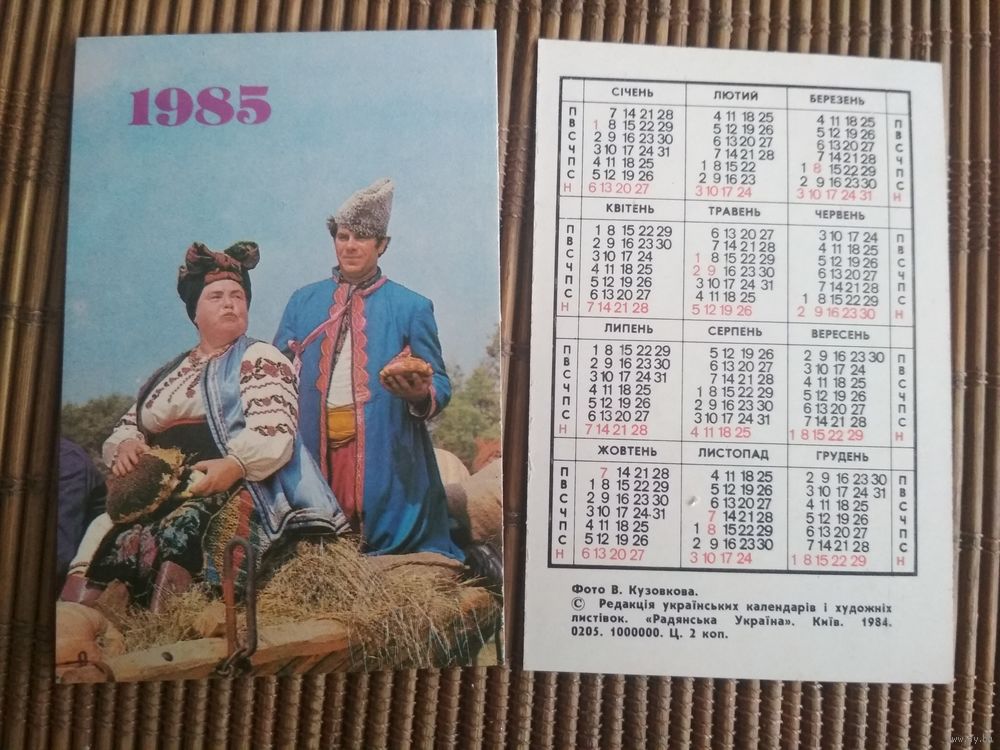 1985
СІЧЕНЬ ЛЮТИЙ БЕРЕЗЕНЬ
П 7 14 21 28 4 11 18 25 4 11 18 25 П
В 1 8 15 22 29 5 12 19 26 5 12 19 26 В
С 2 9 16 23 30 6 13 20 27 6 13 20 27 С
Ч 3 10 17 24 31 7 14 21 28 7 14 21 28 Ч
П 4 11 18 25 1 8 15 22 1 8 15 22 29 П
С 5 12 19 26 2 9 16 23 2 9 16 23 30 С
Н 6 13 20 27 3 10 17 24 3 10 17 24 31 Н
КВІТЕНЬ ТРАВЕНЬ ЧЕРВЕНЬ
П 1 8 15 22 29 6 13 20 27 3 10 17 24 П
В 2 9 16 23 30 7 14 21 28 4 11 18 25 В
С 3 10 17 24 1 8 15 22 29 5 12 19 26 С
Ч 4 11 18 25 2 9 16 23 30 6 13 20 27 Ч
П 5 12 19 26 3 10 17 24 31 7 14 21 28 П
С 6 13 20 27 4 11 18 25 1 8 15 22 29 С
Н 7 14 21 28 5 12 19 26 2 9 16 23 30 Н
ЛИПЕНЬ СЕРПЕНЬ ВЕРЕСЕНЬ
П 1 8 15 22 29 5 12 19 26 2 9 16 23 30 П
В 2 9 16 23 30 6 13 20 27 3 10 17 24 В
С 3 10 17 24 31 7 14 21 28 4 11 18 25 С
Ч 4 11 18 25 1 8 15 22 29 5 12 19 26 Ч
П 5 12 19 26 2 9 16 23 30 6 13 20 27 П
С 6 13 20 27 3 10 17 24 31 7 14 21 28 С
Н 7 14 21 28 4 11 18 25 1 8 15 22 29 Н
ЖОВТЕНЬ ЛИСТОПАД ГРУДЕНЬ
П 7 14 21 28 4 11 18 25 2 9 16 23 30 П
В 1 8 15 22 29 5 12 19 26 3 10 17 24 31 В
С 2 9 16 23 30 6 13 20 27 4 11 18 25 С
Ч 3 10 17 24 31 7 14 21 28 5 12 19 26 Ч
П 4 11 18 25 1 8 15 22 29 6 13 20 27 П
С 5 12 19 26 2 9 16 23 30 7 14 21 28 С
Н 6 13 20 27 3 10 17 24 1 8 15 22 29 Н
Фото В. Кузовкова.
© Редакція українських календарів і художніх
листівок. «Радянська Україна». Київ. 1984.
0205. 1000000. Ц. 2 коп.